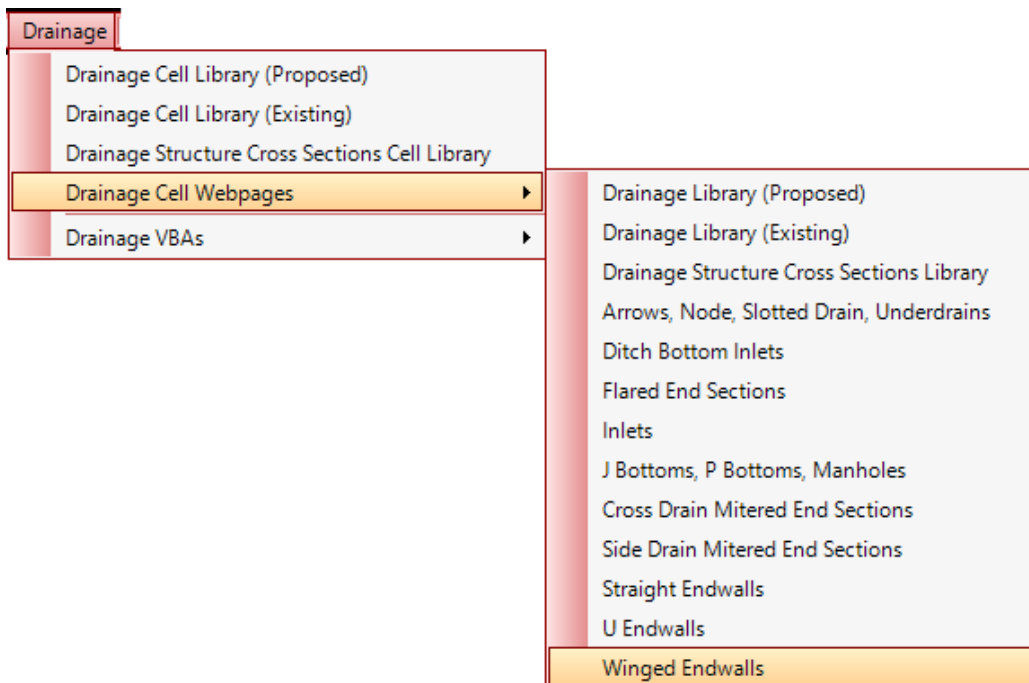 Drainage
Drainage Cell Library (Proposed)
Drainage Cell Library (Existing)
Drainage Structure Cross Sections Cell Library
Drainage Cell Webpages
Drainage VBAs
Drainage Library (Proposed)
Drainage Library (Existing)
Drainage Structure Cross Sections Library
Arrows, Node, Slotted Drain, Underdrains
Ditch Bottom Inlets
Flared End Sections
Inlets
J Bottoms, P Bottoms, Manholes
Cross Drain Mitered End Sections
Side Drain Mitered End Sections
Straight Endwalls
U Endwalls
Winged Endwalls